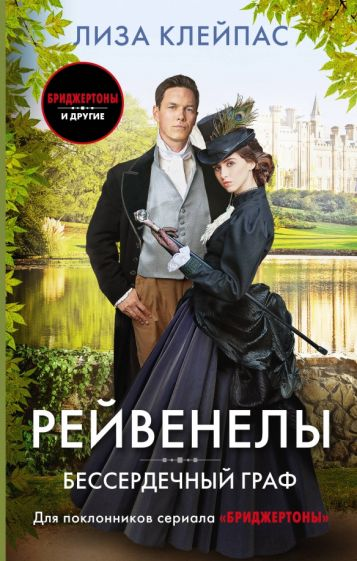 ЛИЗА КЛЕЙПАС
БРИДЖЕРТОНЫ
И ДРУГИЕ
РЕЙВЕНЕЛЫ
БЕССЕРДЕЧНЫЙ ГРАФ
Для поклонников сериала «БРИДЖЕРТОНЫ»